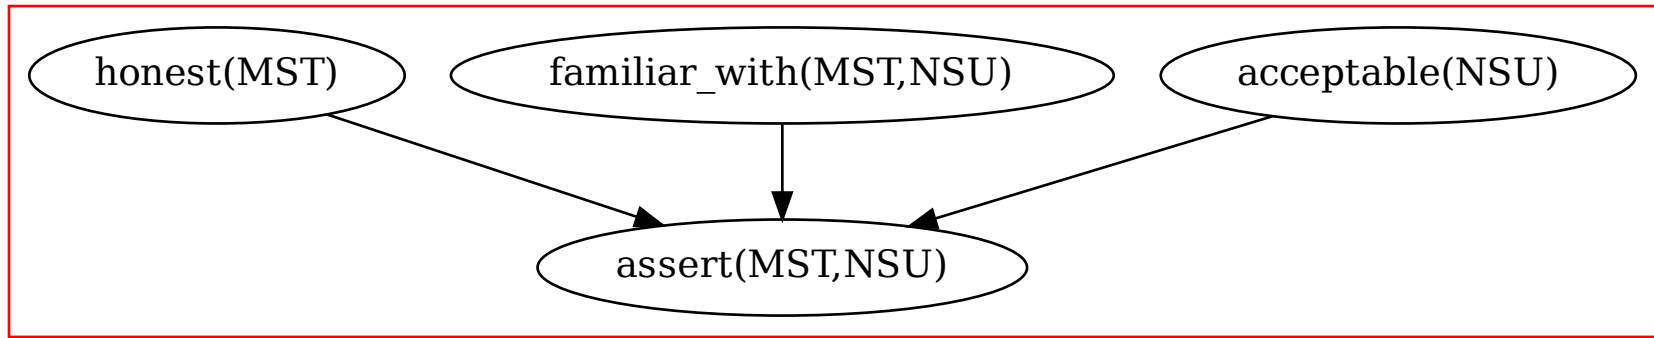 honest(MST)
familiar_with(MST,NSU)
acceptable(NSU)
assert(MST,NSU)